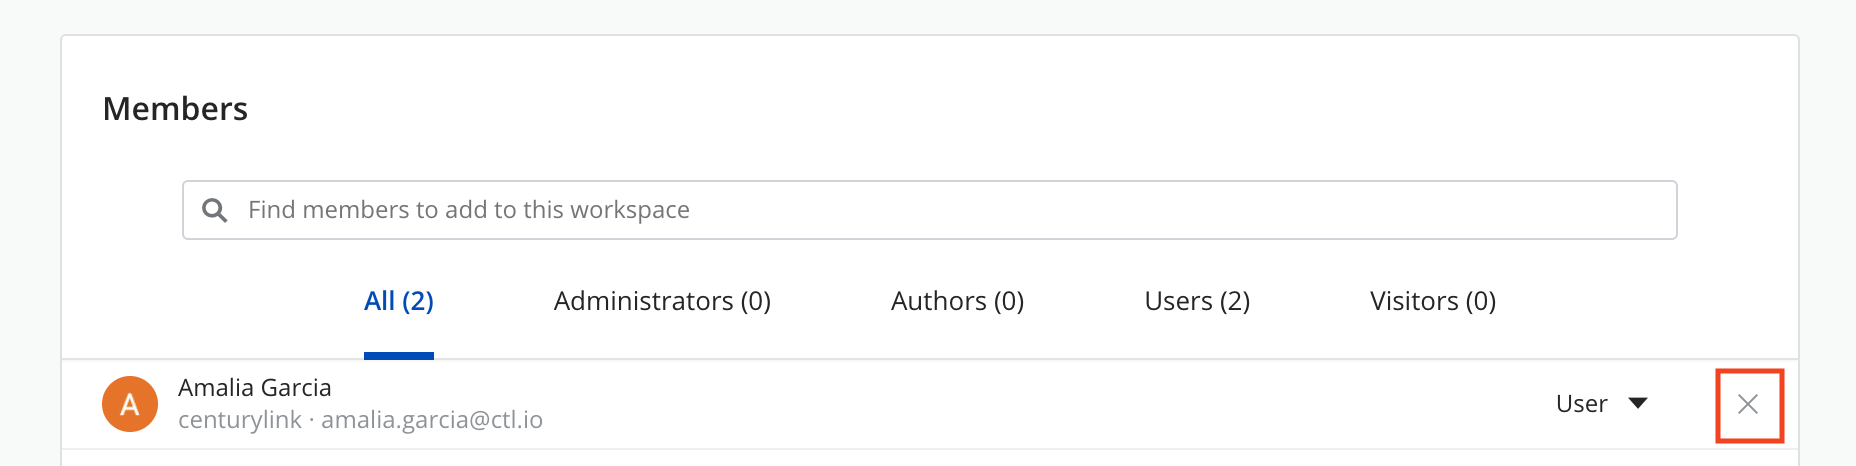 Members
Find members to add to this workspace
All (2) Administrators (0) Authors (0) Users (2) Visitors (0)
A
Amalia Garcia
centurylink · amalia.garcia@ctl.io
User